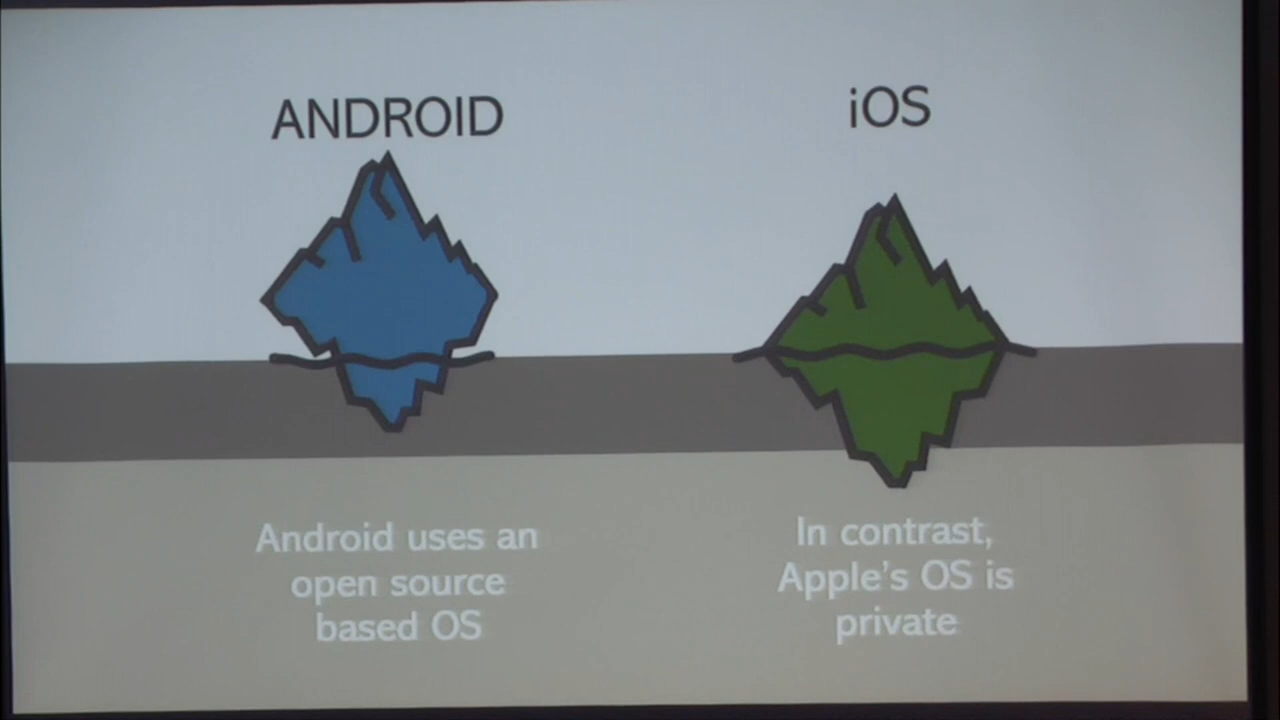 ANDROID
iOS
Android uses an
open source
based OS
In contrast,
Apple's OS is
private